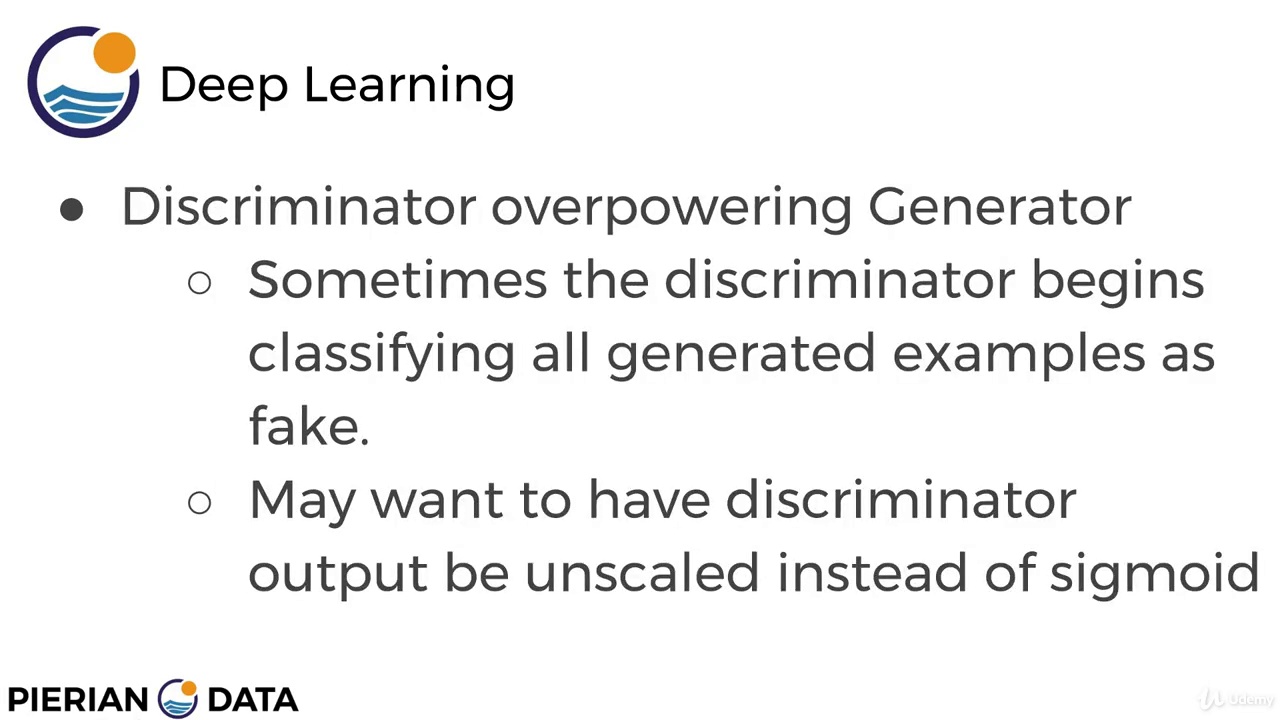 Deep Learning
● Discriminator overpowering Generator
○ Sometimes the discriminator begins
classifying all generated examples as
fake.
○ May want to have discriminator
output be unscaled instead of sigmoid
PIERIAN DATA
Udemy